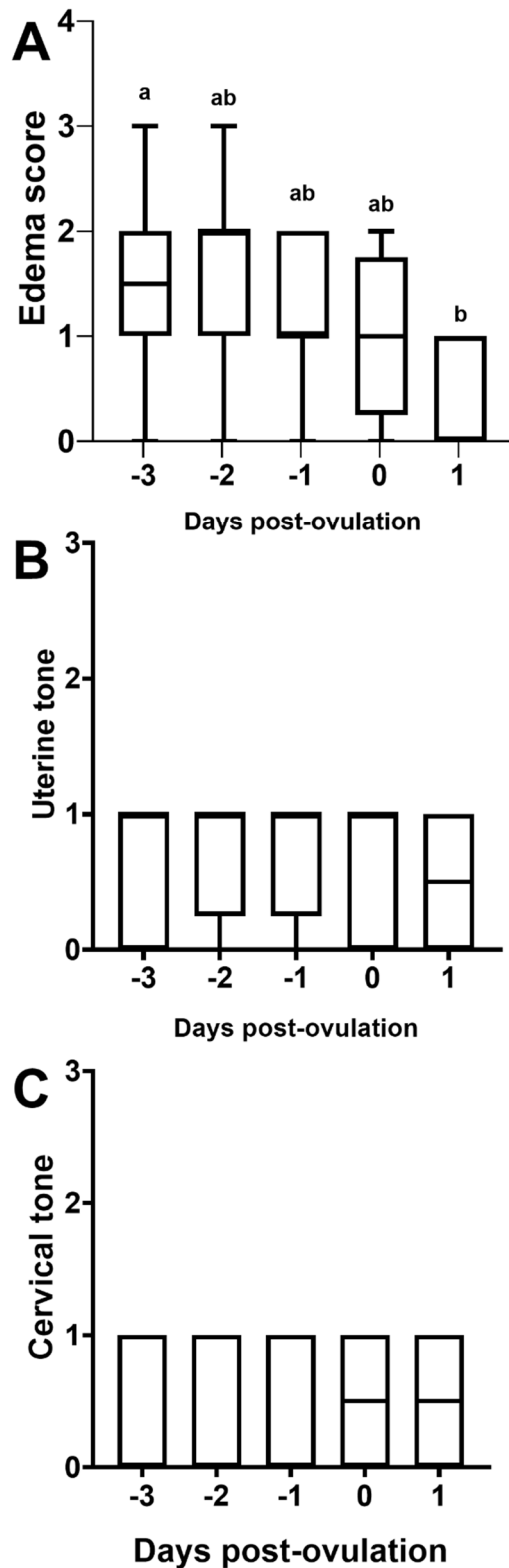 A
Edema score
4
3
2
1
0
a
ab
ab
ab
b
-3 -2 -1 0 1
Days post-ovulation
B
Uterine tone
3
2
1
0
-3 -2 -1 0 1
Days post-ovulation
C
Cervical tone
3
2
1
0
-3 -2 -1 0 1
Days post-ovulation